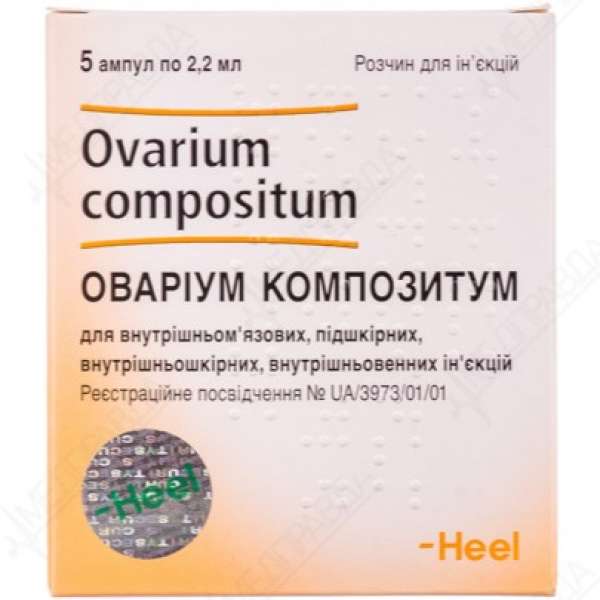 5 ампул по 2,2 мл
Розчин для ін'єкцій
Ovarium
compositum
ОВАРІУМ КОМПОЗИТУМ
для внутрішньом'язових, підшкірних,
внутрішньошкірних, внутрішньовенних ін'єкцій
Реєстраційне посвідчення № UA/3973/01/01
-Heel
-Heel